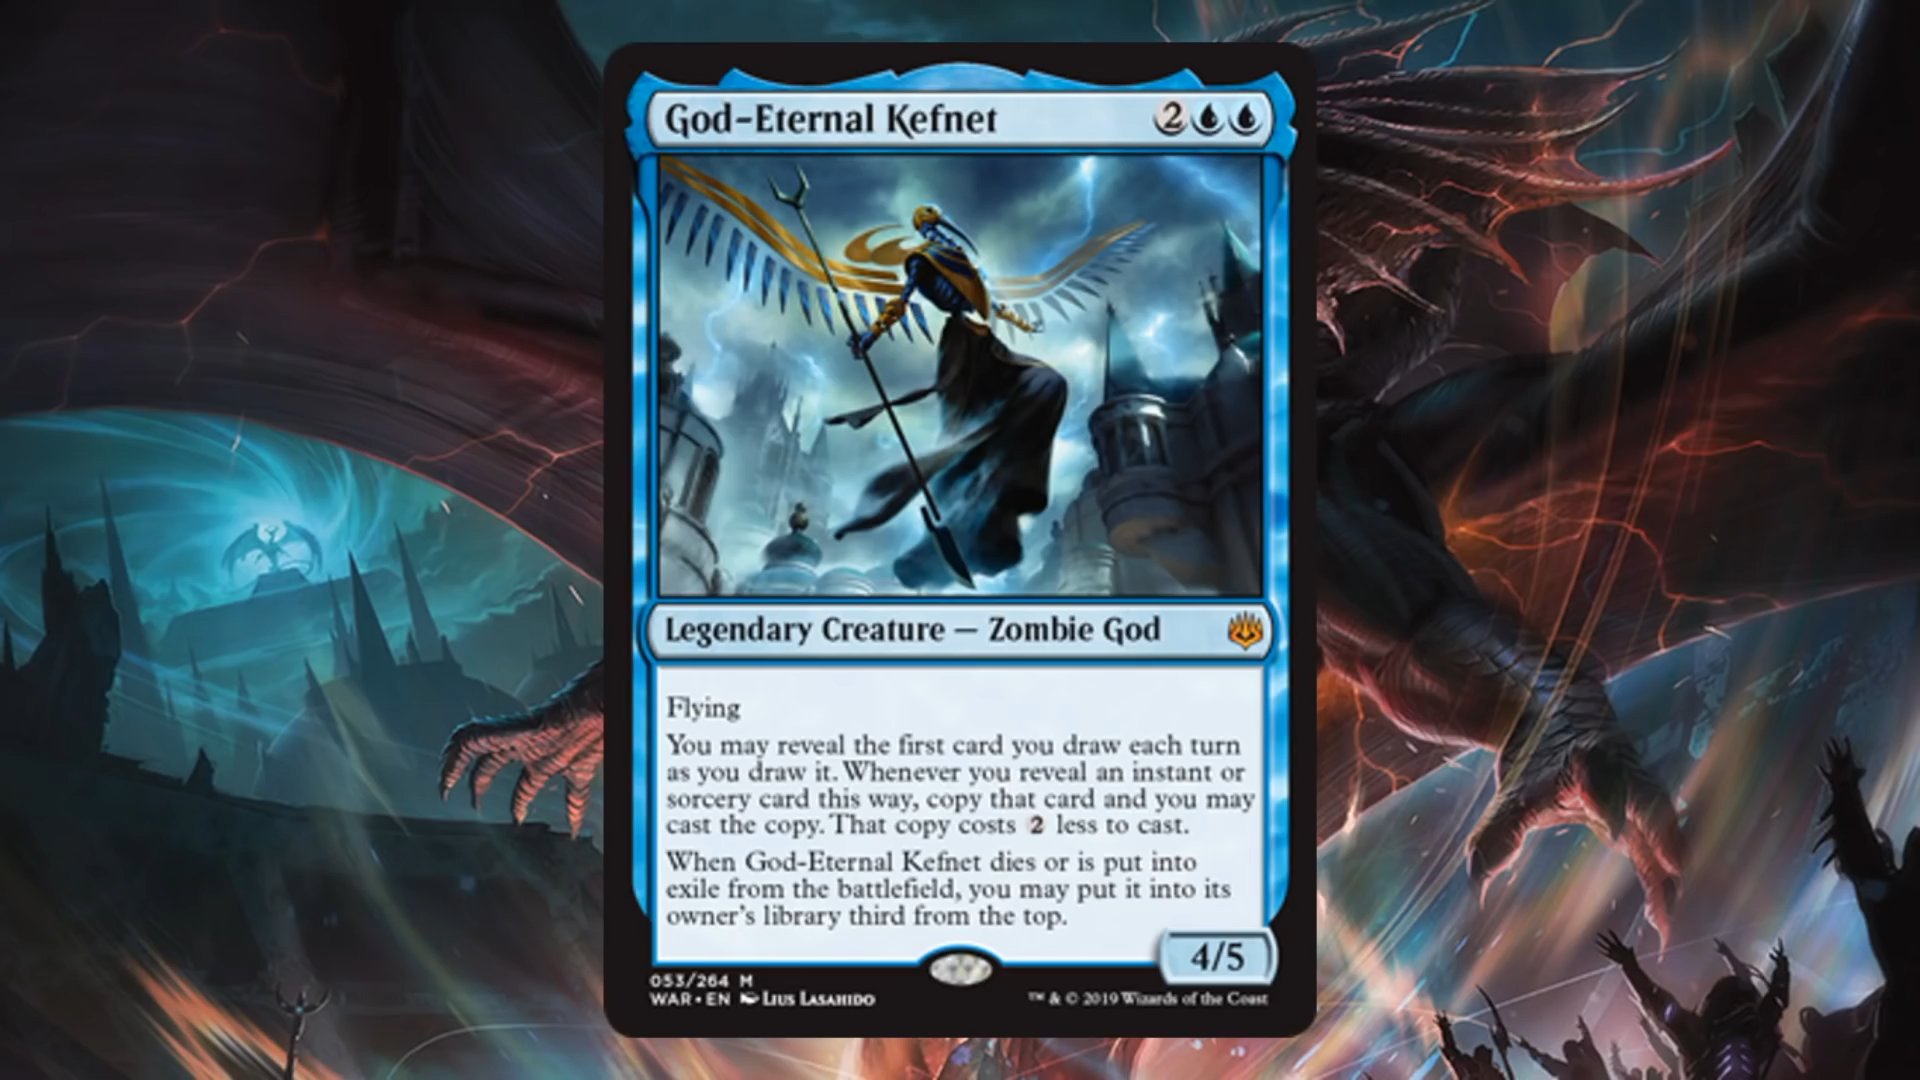 God-Eternal Kefnet 2
Legendary Creature — Zombie God
Flying
You may reveal the first card you draw each turn
as you draw it. Whenever you reveal an instant or
sorcery card this way, copy that card and you may
cast the copy. That copy costs 2 less to cast.
When God-Eternal Kefnet dies or is put into
exile from the battlefield, you may put it into its
owner's library third from the top.
4/5
053/264 M
WAR • EN Lius Lasahido
™ & © 2019 Wizards of the Coast